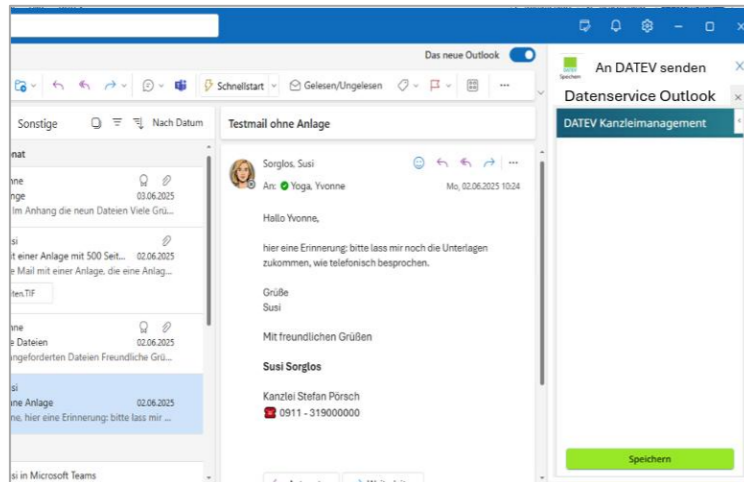 Das neue Outlook
Schnellstart
Gelesen/Ungelesen
Sonstige
Nach Datum
nat
nne
nge
03.06.2025
Im Anhang die neun Dateien Viele Grü...
si
t einer Anlage mit 500 Seit...
02.06.2025
e Mail mit einer Anlage, die eine Anlag...
ten.TIF
nne
e Dateien
02.06.2025
ngeforderten Dateien Freundliche Grü...
si
ne Anlage
02.06.2025
ne, hier eine Erinnerung: bitte lass mir ...
si in Microsoft Teams
Testmail ohne Anlage
Sorglos, Susi
An: Yoga, Yvonne
Mo, 02.06.2025 10:24
Hallo Yvonne,
hier eine Erinnerung: bitte lass mir noch die Unterlagen
zukommen, wie telefonisch besprochen.
Grüße
Susi
Mit freundlichen Grüßen
Susi Sorglos
Kanzlei Stefan Pörsch
☎ 0911 - 319000000
Speichern
An DATEV senden
Datenservice Outlook
DATEV Kanzleimanagement
Speichern